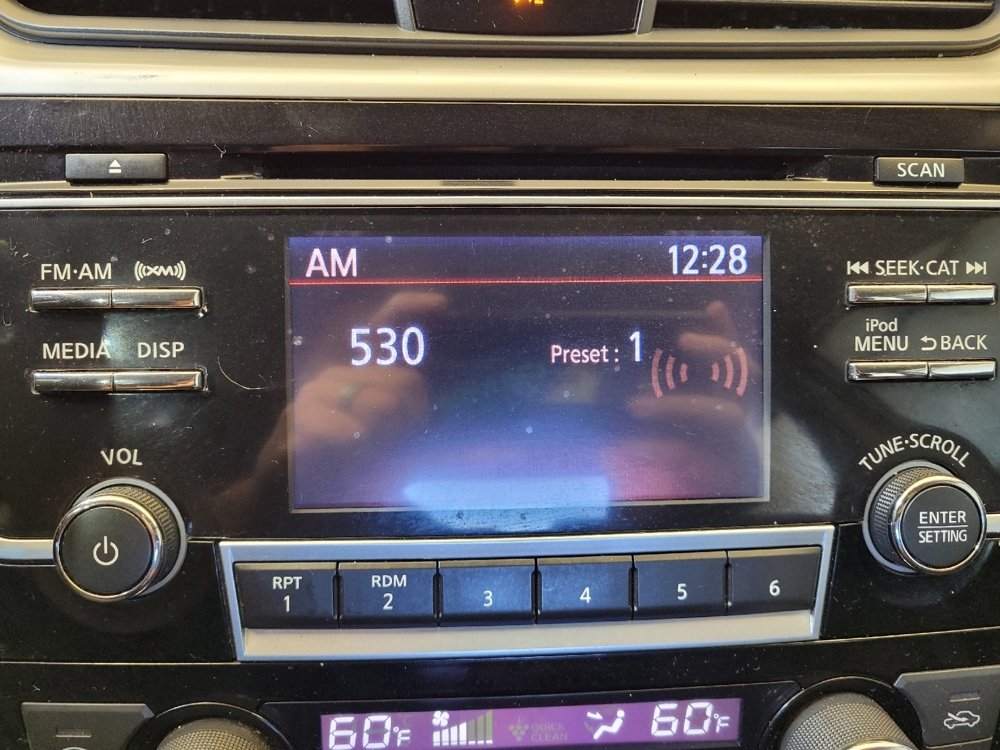 SCAN
FM·AM
XM
SEEK·CAT
MEDIA
DISP
iPod
MENU
BACK
AM
12:28
530
Preset: 1
VOL
TUNE·SCROLL
ENTER
SETTING
RPT
1
RDM
2
3
4
5
6
60°F
QUICK
CLEAN
60°F